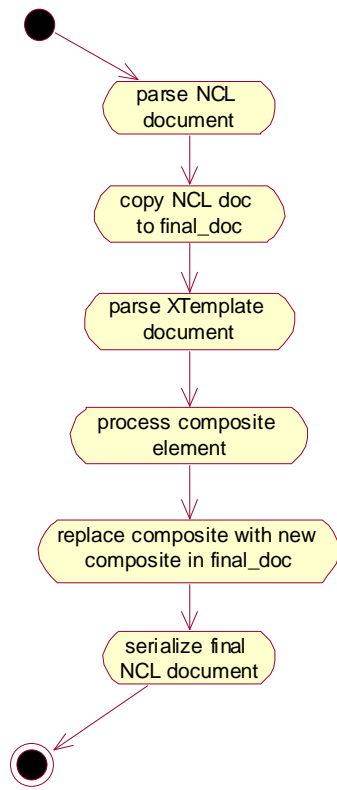 parse NCL
document
copy NCL doc
to final_doc
parse XTemplate
document
process composite
element
replace composite with new
composite in final_doc
serialize final
NCL document